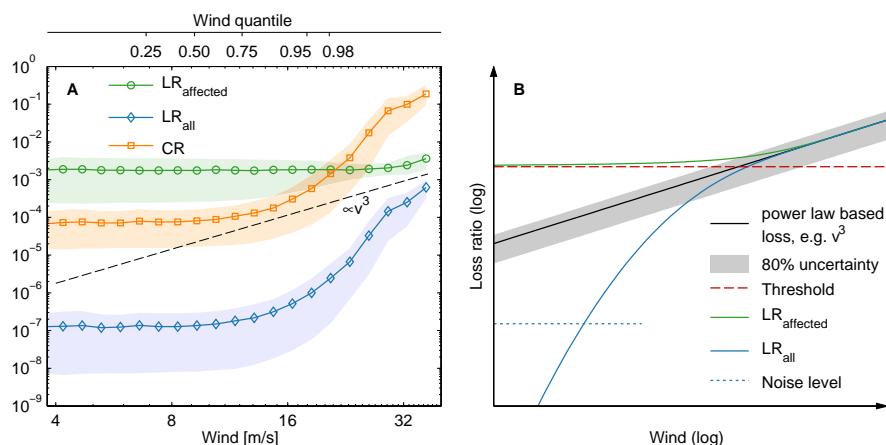 Wind quantile
0.25 0.50 0.75 0.95 0.98
A
LR_affected
LR_all
CR
∝v^3
10^0
10^-1
10^-2
10^-3
10^-4
10^-5
10^-6
10^-7
10^-8
10^-9
4 8 16 32
Wind [m/s]
B
Loss ratio (log)
power law based
loss, e.g. v^3
80% uncertainty
Threshold
LR_affected
LR_all
Noise level
Wind (log)